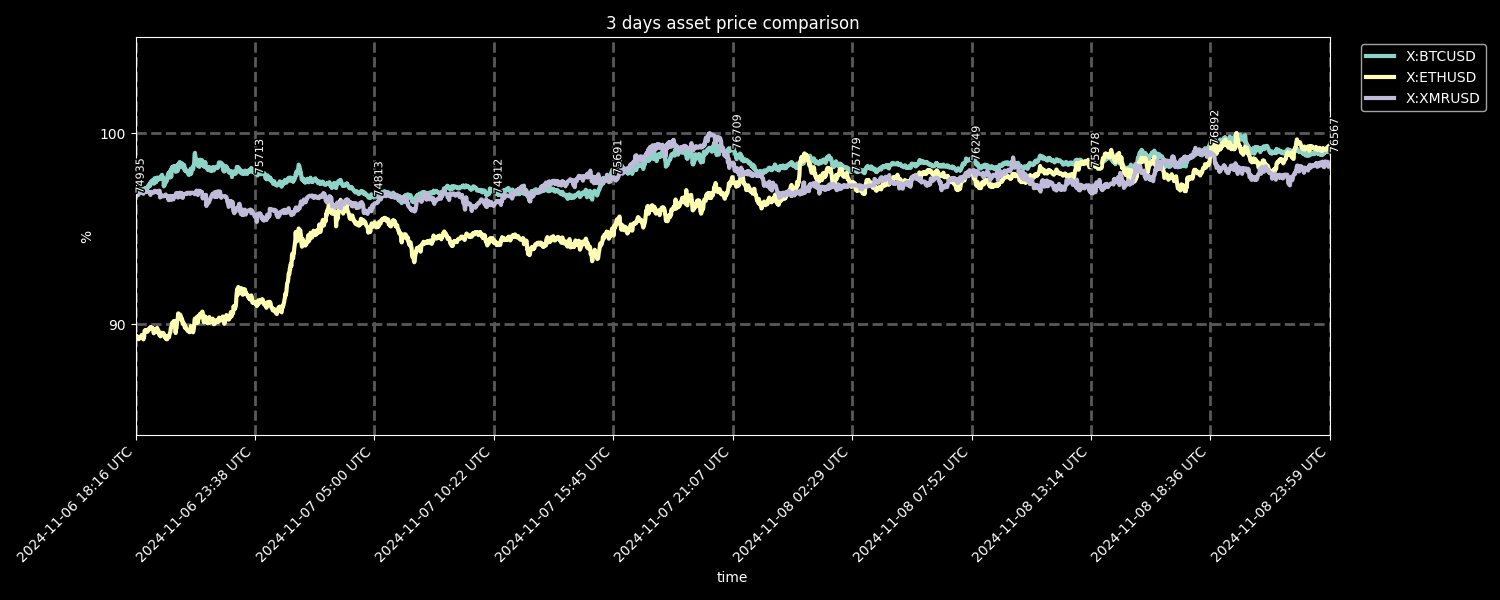 3 days asset price comparison
X:BTCUSD
X:ETHUSD
X:XMRUSD
100
90
%
74935
75713
74813
74912
75691
76709
75779
76249
75978
76892
76567
2024-11-06 18:16 UTC
2024-11-06 23:38 UTC
2024-11-07 05:00 UTC
2024-11-07 10:22 UTC
2024-11-07 15:45 UTC
2024-11-07 21:07 UTC
2024-11-08 02:29 UTC
2024-11-08 07:52 UTC
2024-11-08 13:14 UTC
2024-11-08 18:36 UTC
2024-11-08 23:59 UTC
time